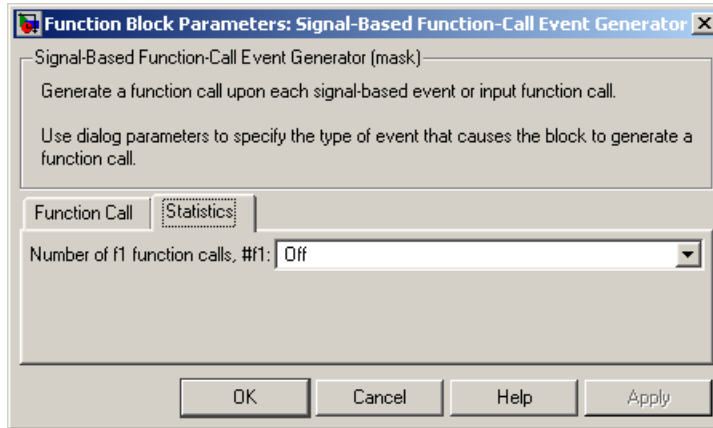 Function Block Parameters: Signal-Based Function-Call Event Generator
Signal-Based Function-Call Event Generator (mask)
Generate a function call upon each signal-based event or input function call.
Use dialog parameters to specify the type of event that causes the block to generate a
function call.
Function Call Statistics
Number of f1 function calls, #f1: Off
OK Cancel Help Apply